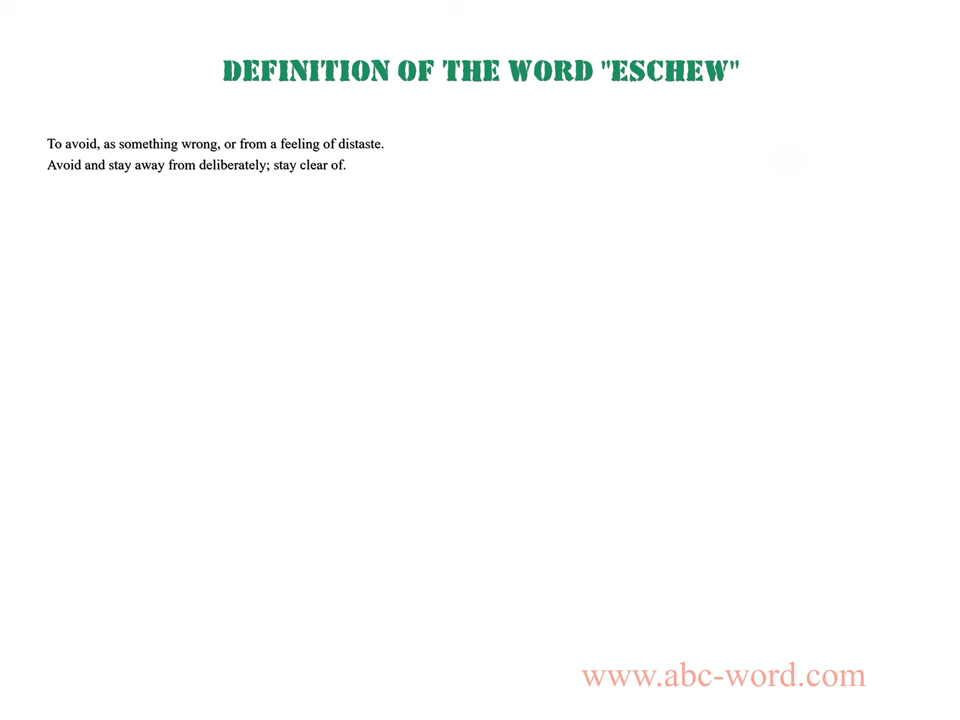 DEFINITION OF THE WORD "ESCHEW"
To avoid, as something wrong, or from a feeling of distaste.
Avoid and stay away from deliberately; stay clear of.
www.abc-word.com